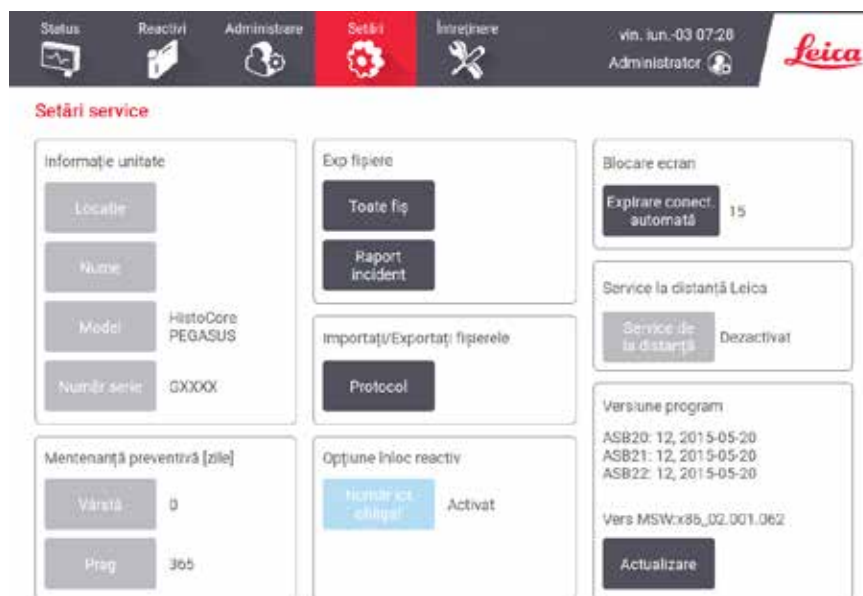 Status
Reactivi
Administrare
Setări
Întreținere
vin. iun.-03 07:28
Administrator
Leica
Setări service
Informație unitate
Locație
Nume
Model
HistoCore
PEGASUS
Număr serie
GXXXX
Mentenanță preventivă [zile]
Vârstă
0
Prag
365
Exp fișiere
Toate fiș
Raport
incident
Importați/Exportați fișierele
Protocol
Opțiune înloc reactiv
Număr lot
obligat
Activat
Blocare ecran
Expirare conect.
automată
15
Service la distanță Leica
Service de
la distanță
Dezactivat
Versiune program
ASB20: 12, 2015-05-20
ASB21: 12, 2015-05-20
ASB22: 12, 2015-05-20
Vers MSW:x86_02.001.062
Actualizare